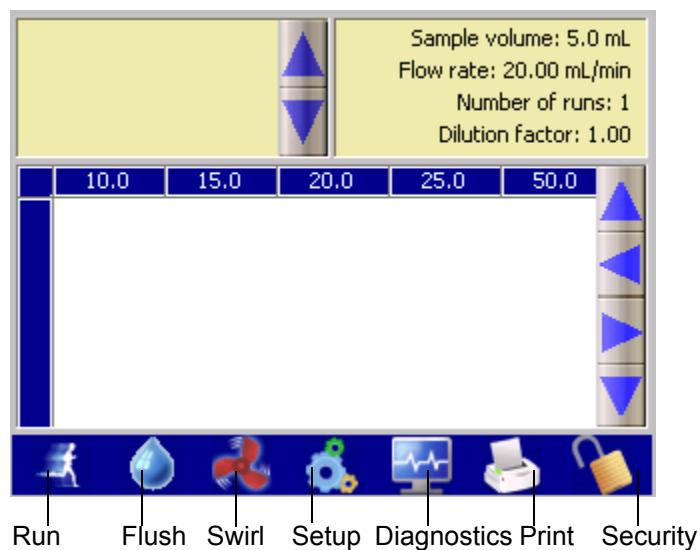 Sample volume: 5.0 mL
Flow rate: 20.00 mL/min
Number of runs: 1
Dilution factor: 1.00
10.0 15.0 20.0 25.0 50.0
Run Flush Swirl Setup Diagnostics Print Security